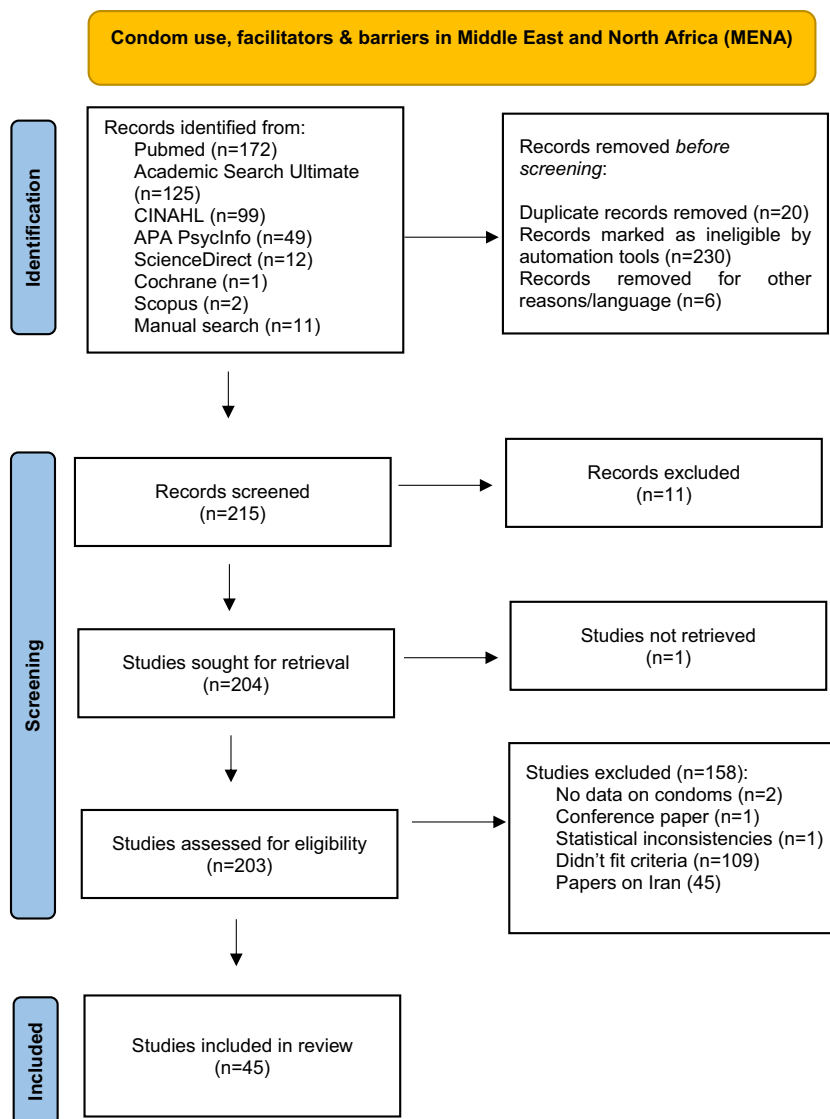 Condom use, facilitators & barriers in Middle East and North Africa (MENA)
Identification
Records identified from:
Pubmed (n=172)
Academic Search Ultimate
(n=125)
CINAHL (n=99)
APA PsycInfo (n=49)
ScienceDirect (n=12)
Cochrane (n=1)
Scopus (n=2)
Manual search (n=11)
Records removed before
screening:
Duplicate records removed (n=20)
Records marked as ineligible by
automation tools (n=230)
Records removed for other
reasons/language (n=6)
Screening
Records screened
(n=215)
Records excluded
(n=11)
Studies sought for retrieval
(n=204)
Studies not retrieved
(n=1)
Studies assessed for eligibility
(n=203)
Studies excluded (n=158):
No data on condoms (n=2)
Conference paper (n=1)
Statistical inconsistencies (n=1)
Didn’t fit criteria (n=109)
Papers on Iran (45)
Included
Studies included in review
(n=45)